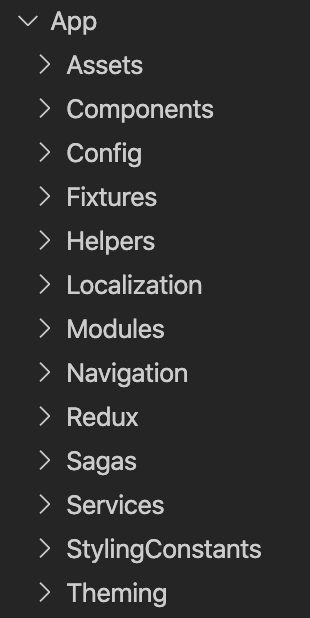 App
Assets
Components
Config
Fixtures
Helpers
Localization
Modules
Navigation
Redux
Sagas
Services
StylingConstants
Theming